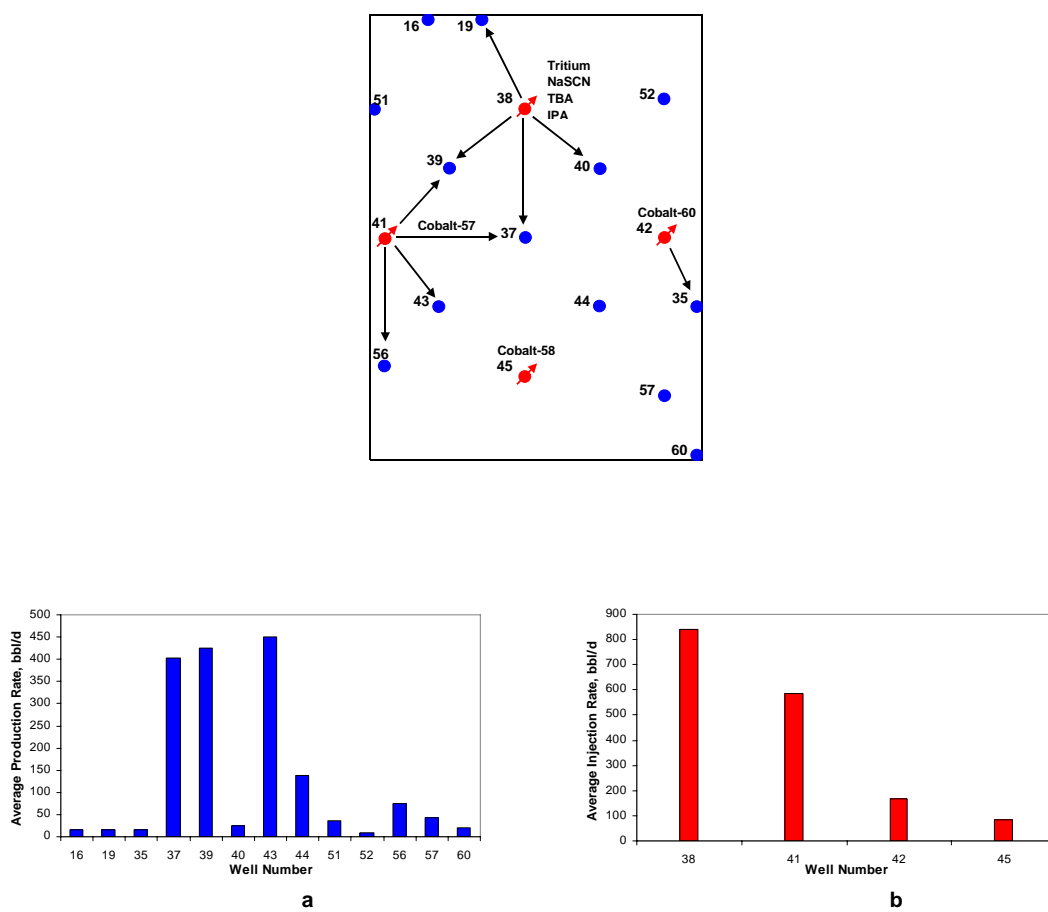 16
19
Tritium
NaSCN
TBA
IPA
51
38
52
39
40
41
Cobalt-57
37
Cobalt-60
42
43
44
35
56
Cobalt-58
45
57
60
Average Production Rate, bbl/d
500
450
400
350
300
250
200
150
100
50
0
16 19 35 37 39 40 43 44 51 52 56 57 60
Well Number
a
Average Injection Rate, bbl/d
900
800
700
600
500
400
300
200
100
0
38 41 42 45
Well Number
b